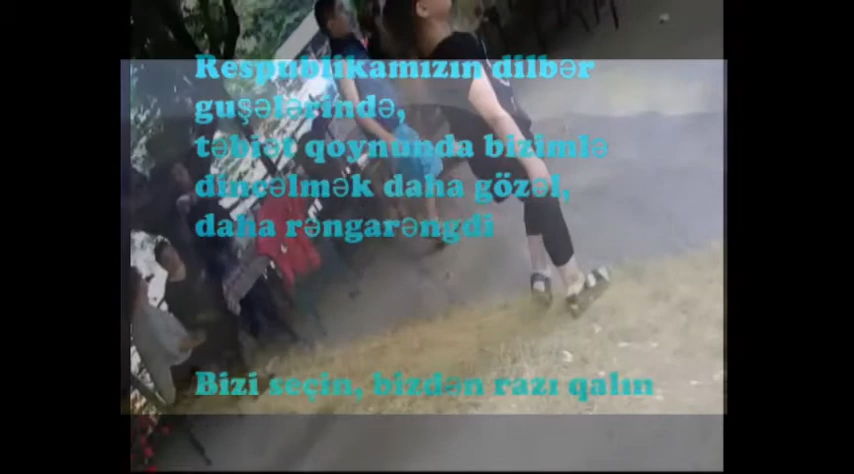 Respublikamızın dilbər
guşələrində,
təbiət qoynunda bizimlə
dincəlmək daha gözəl,
daha rəngarəngdi
Bizi seçin, bizdən razı qalın